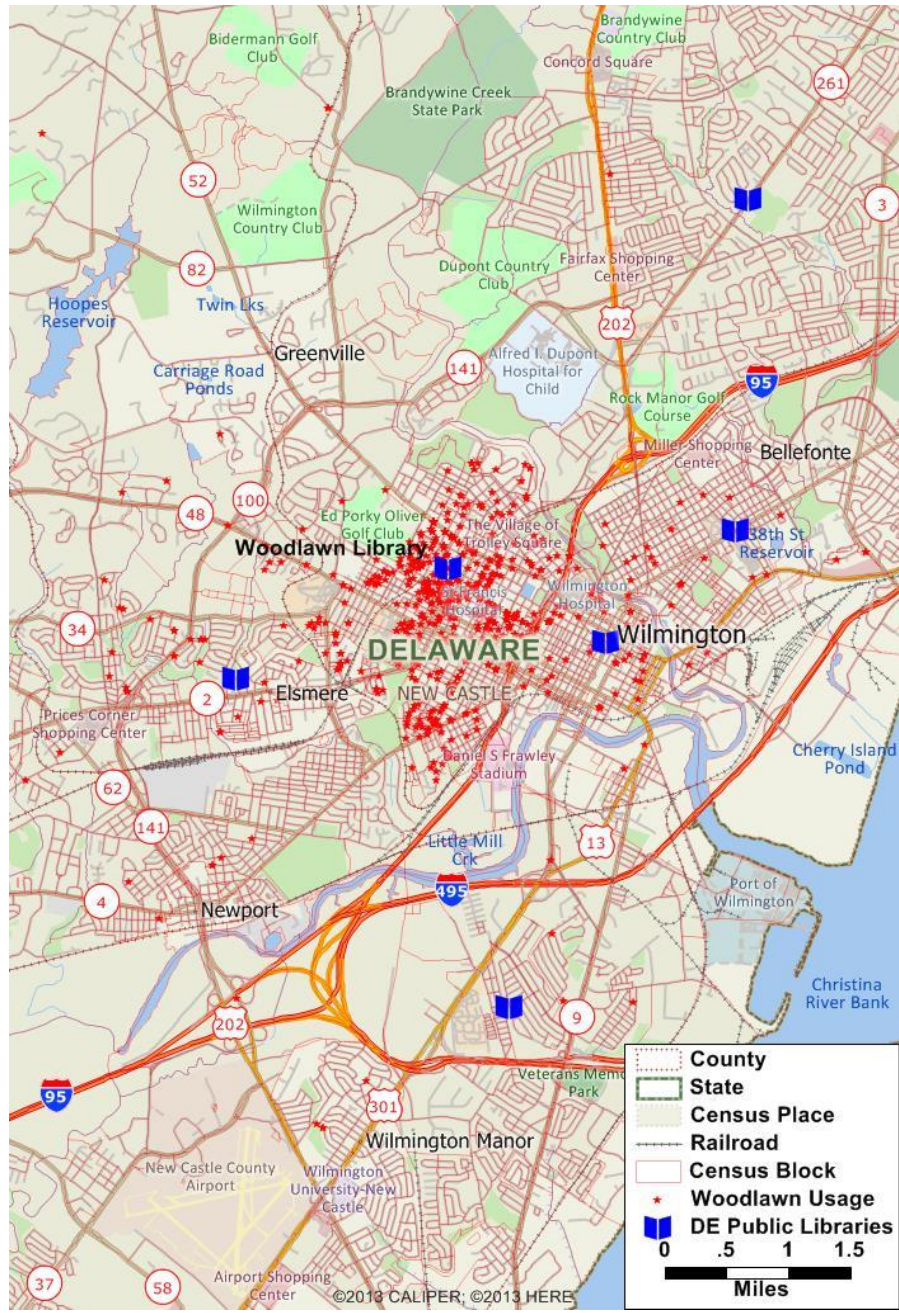 Brandywine
Country Club
Bidermann Golf
Club
Concord Square
261
Brandywine Creek
State Park
52
3
Wilmington
Country Club
82
Dupont Country
Club
Fairfax Shopping
Center
Hoopes
Reservoir
Twin Lks
202
Greenville
141
Alfred I. Dupont
Hospital for
Child
Carriage Road
Ponds
95
Rock Manor Golf
Course
Miller Shopping
Center
Bellefonte
100
48
Ed Porky Oliver
Golf Club
The Village of
Trolley Square
38th St
Reservoir
Woodlawn Library
St Francis
Hospital
Wilmington
Hospital
34
Wilmington
DELAWARE
2
Elsmere
NEW CASTLE
Prices Corner
Shopping Center
Daniel S Frawley
Stadium
Cherry Island
Pond
62
141
13
Little Mill
Crk
495
4
Newport
Port of
Wilmington
Christina
River Bank
202
9
95
Veterans Memo
Park
301
Wilmington Manor
New Castle County
Airport
Wilmington
University-New
Castle
Airport Shopping
Center
37
58
©2013 CALIPER; ©2013 HERE
County
State
Census Place
Railroad
Census Block
Woodlawn Usage
DE Public Libraries
0 .5 1 1.5
Miles